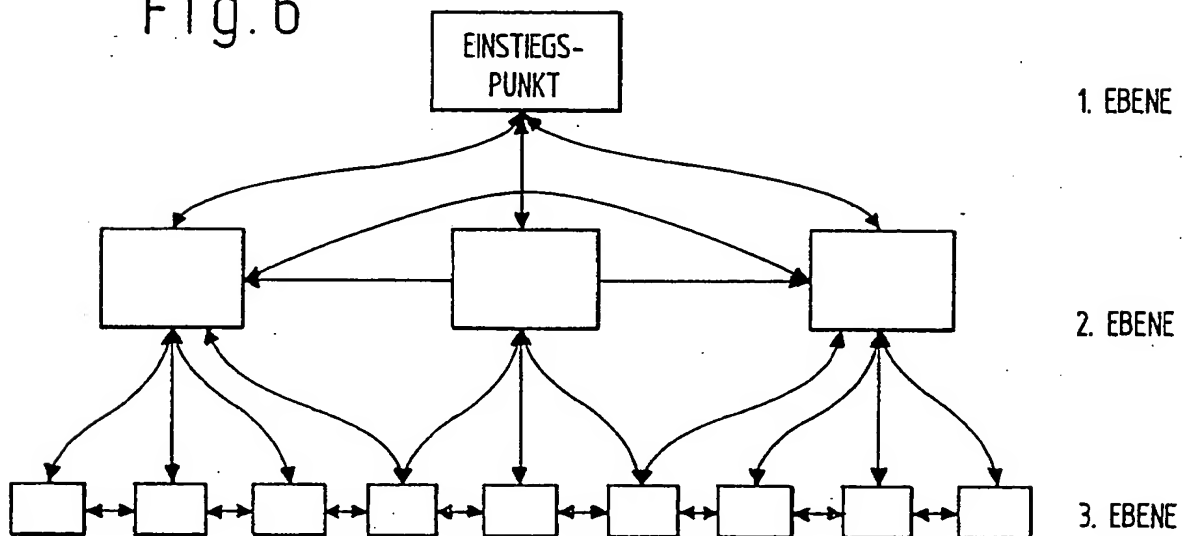 Fig. 6
EINSTIEGS-
PUNKT
1. EBENE
2. EBENE
3. EBENE